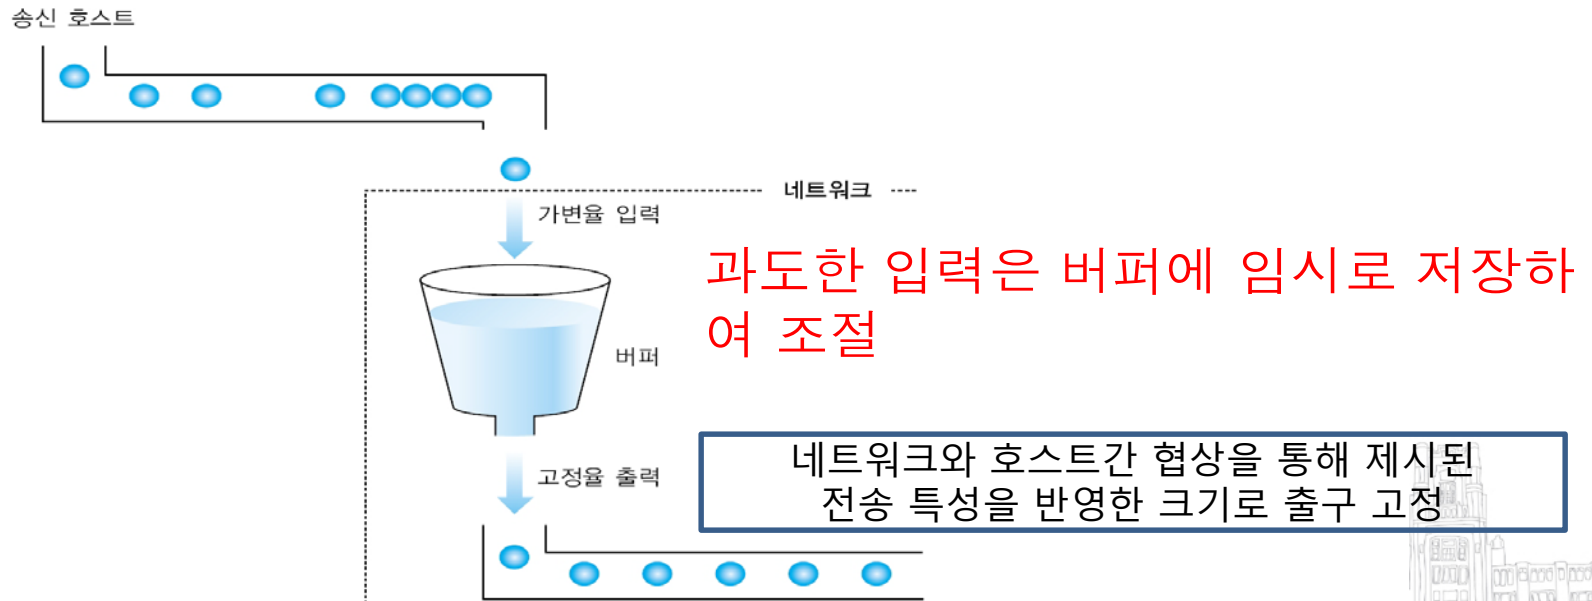 송신 호스트
네트워크
가변율 입력
과도한 입력은 버퍼에 임시로 저장하
여 조절
버퍼
네트워크와 호스트간 협상을 통해 제시된
전송 특성을 반영한 크기로 출구 고정
고정율 출력